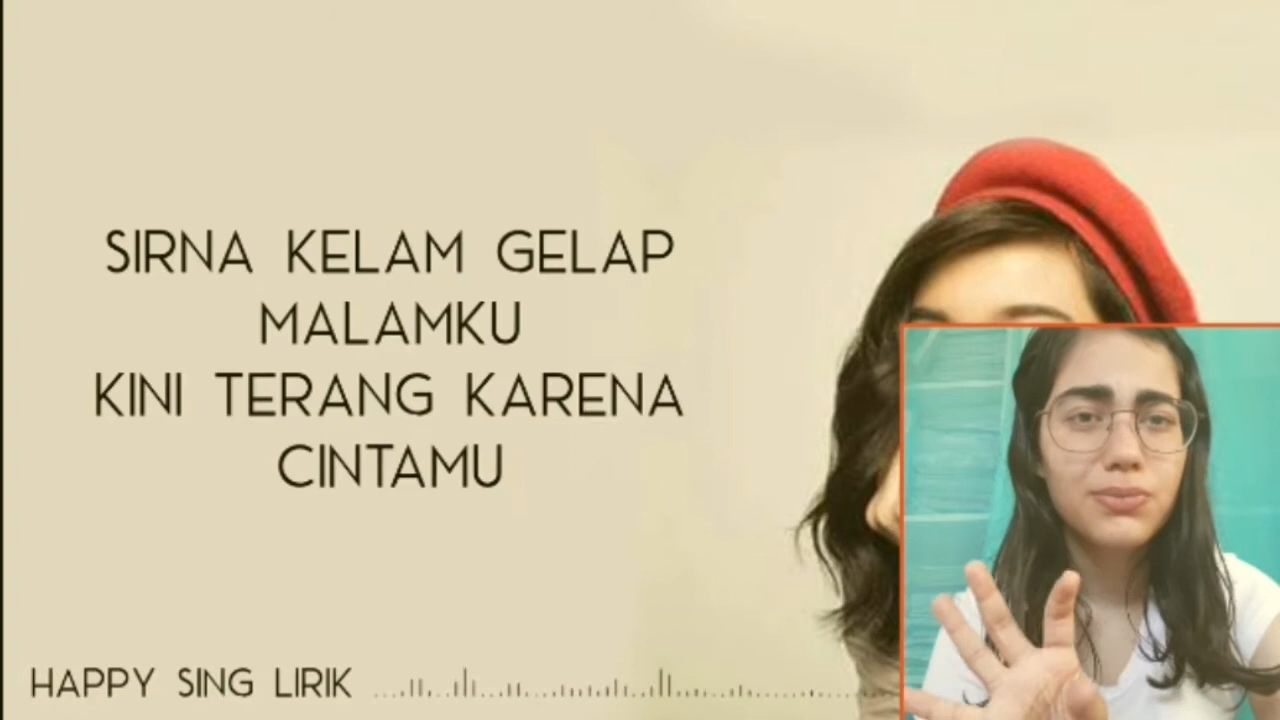 SIRNA KELAM GELAP
MALAMKU
KINI TERANG KARENA
CINTAMU
HAPPY SING LIRIK